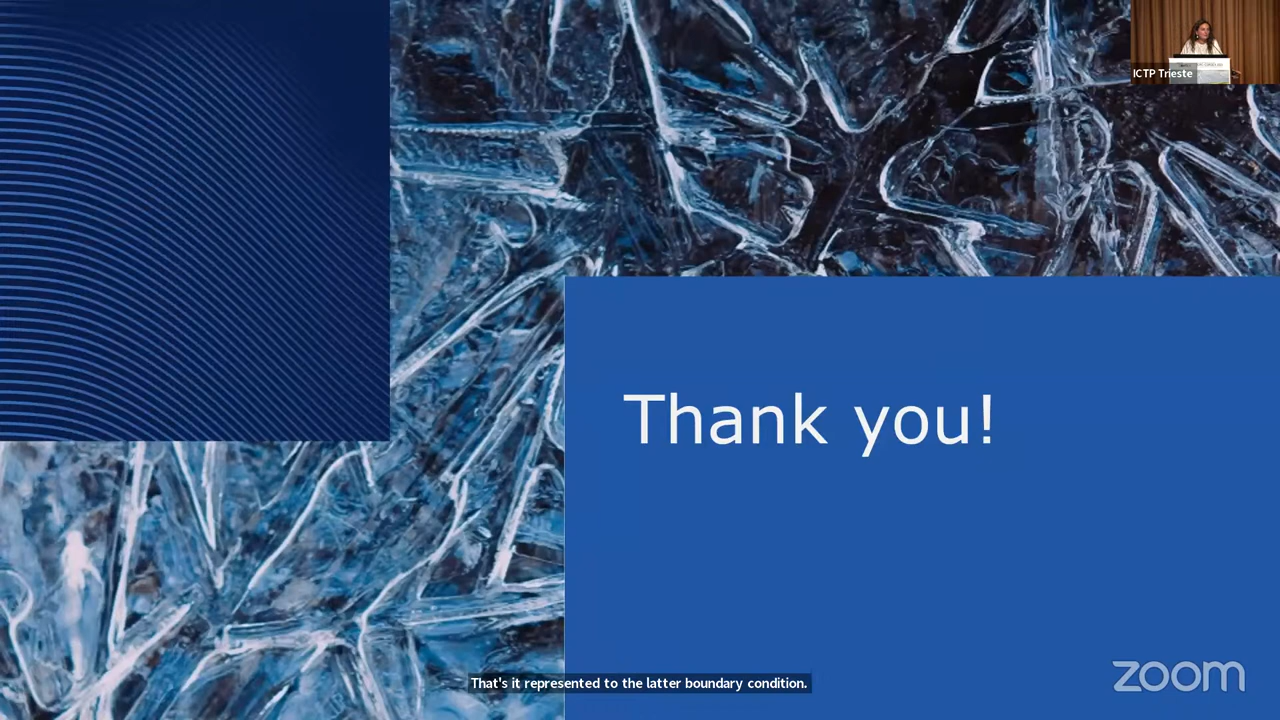 ICTP Trieste
Thank you!
That's it represented to the latter boundary condition.
zoom